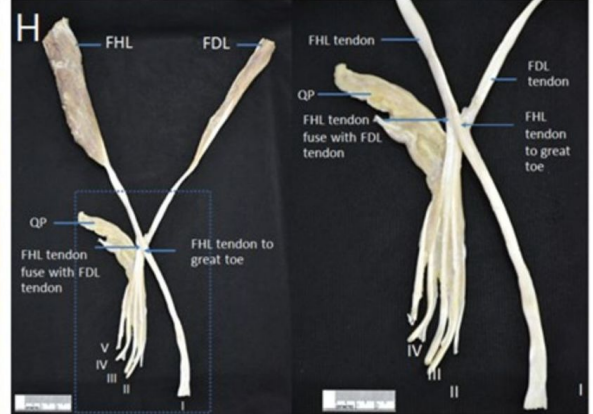 H
FHL
FDL
QP
FHL tendon
fuse with FDL
tendon
FHL tendon to
great toe
V
IV
III
II
I
FHL tendon
FDL
tendon
QP
FHL tendon
fuse with FDL
tendon
FHL
tendon
to great
toe
IV
III
II
I